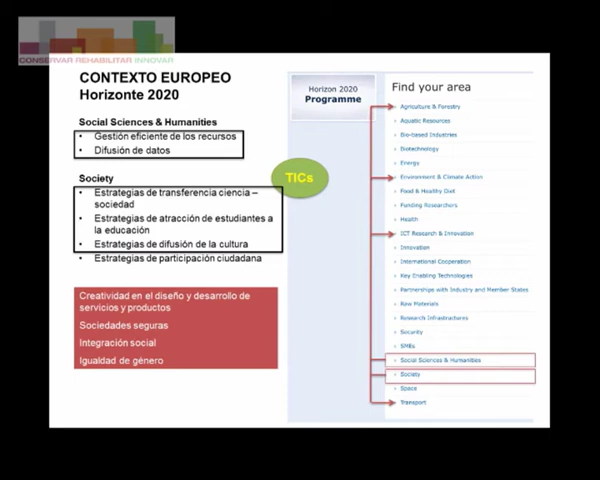 CONSERVAR REHABILITAR INNOVAR
CONTEXTO EUROPEO
Horizonte 2020
Social Sciences & Humanities
• Gestión eficiente de los recursos
• Difusión de datos
Society
• Estrategias de transferencia ciencia –
sociedad
• Estrategias de atracción de estudiantes a
la educación
• Estrategias de difusión de la cultura
• Estrategias de participación ciudadana
Creatividad en el diseño y desarrollo de
servicios y productos
Sociedades seguras
Integración social
Igualdad de género
TICs
Horizon 2020
Programme
Find your area
Agriculture & Forestry
Aquatic Resources
Bio-based Industries
Biotechnology
Energy
Environment & Climate Action
Food & Healthy Diet
Funding Researchers
Health
ICT Research & Innovation
Innovation
International Cooperation
Key Enabling Technologies
Partnerships with Industry and Member States
Raw Materials
Research Infrastructures
Security
SMEs
Social Sciences & Humanities
Society
Space
Transport